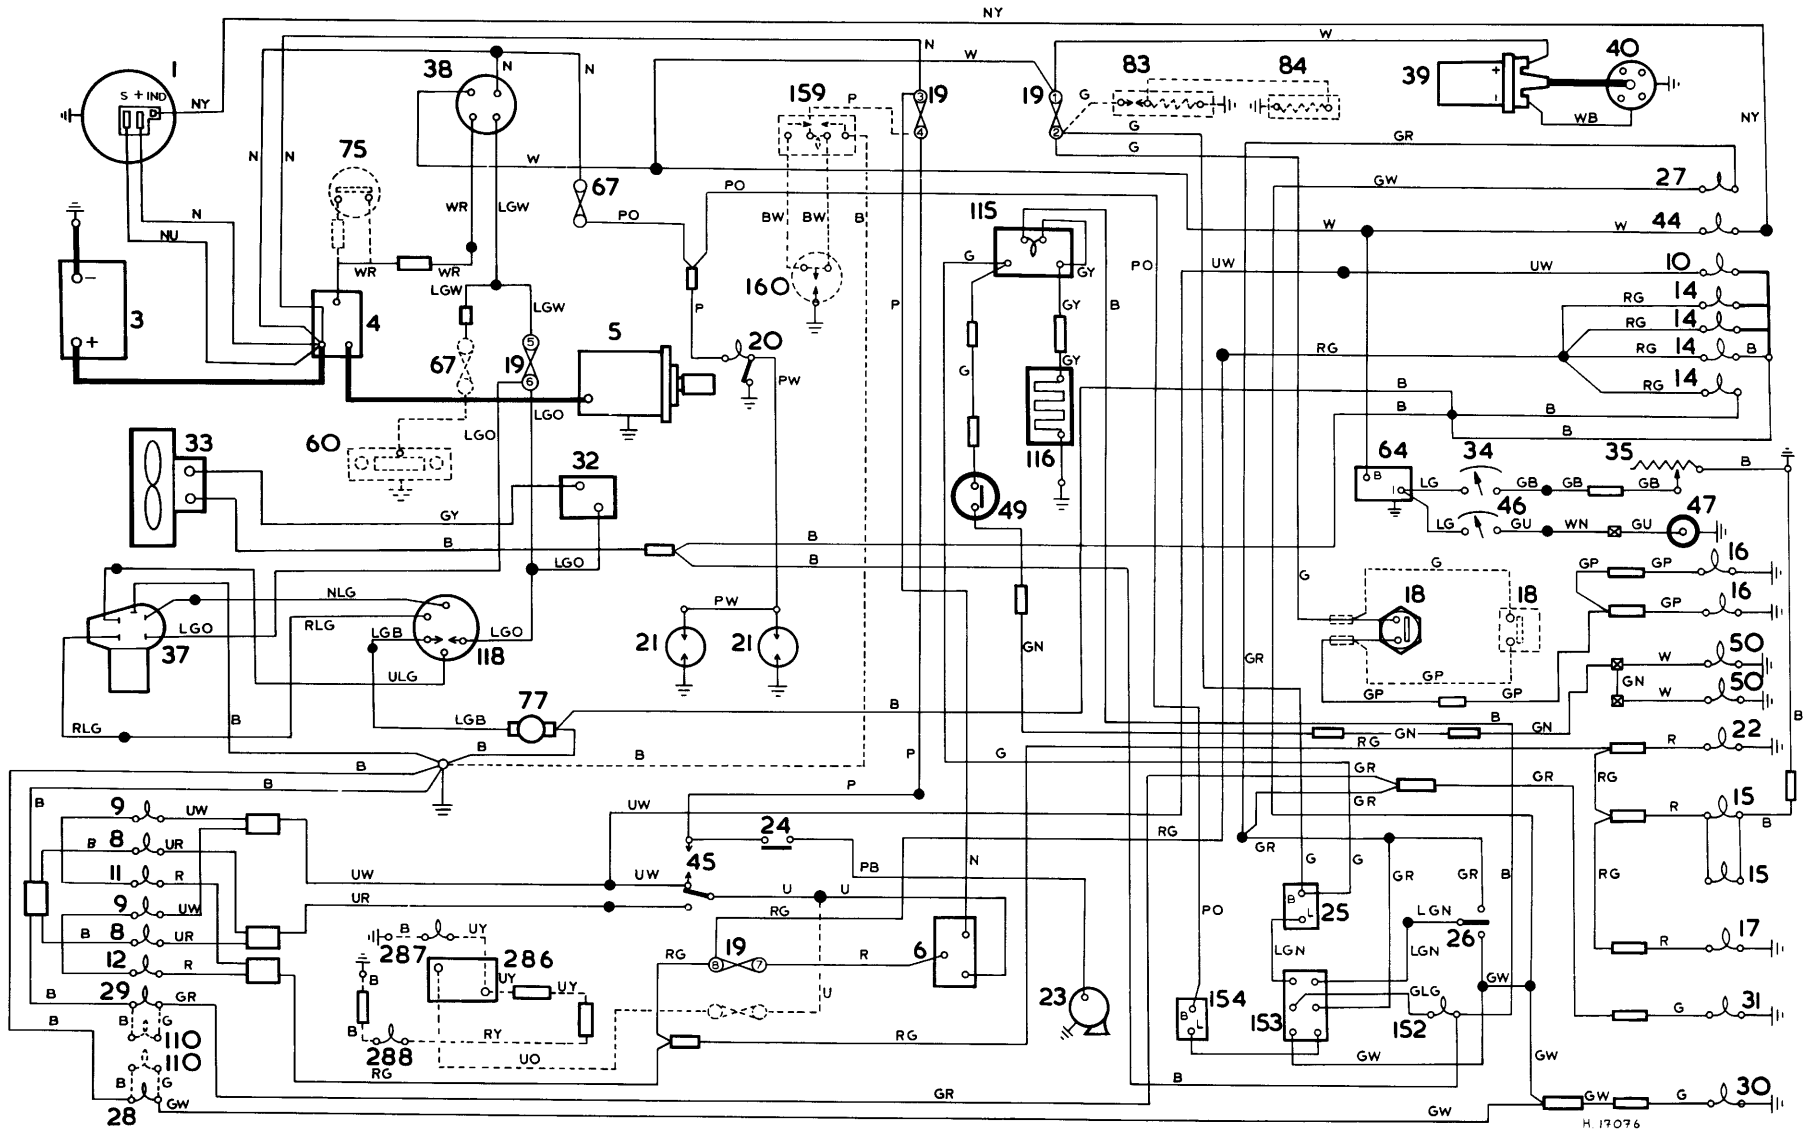 NY
N
W
W
1
38
83
84
39
40
S + IND
NY
N
N
159
P
19
19
G
+
-
WB
NY
G
G
GR
N
N
75
W
67
PO
PO
GW
27
WR
LGW
BW
BW
B
115
W
W
44
N
NU
WR
WR
LGW
LGW
G
GY
PO
UW
UW
10
160
P
GY
B
RG
14
-
3
+
4
5
P
RG
14
67
19
20
G
GY
RG
RG
14
B
PW
RG
14
LGO
LGO
B
B
B
B
33
60
32
116
64
34
35
B
B
LG
GB
GB
GB
GY
49
46
47
LG
GU
WN
GU
B
B
B
LGO
G
G
GP
GP
16
NLG
PW
18
18
GP
16
RLG
LGB
LGO
LGO
37
118
21
21
GN
GR
W
50
ULG
GP
GN
GP
GP
W
50
RLG
B
LGB
77
B
B
GN
GN
RG
R
22
B
B
B
P
G
GR
GR
GR
RG
B
B
P
9
UW
UW
R
15
B
B
8
UR
24
RG
GR
11
R
UW
UW
45
PB
N
G
G
GR
GR
B
RG
15
9
UW
UR
U
U
B
8
UR
RG
B
L
25
LGN
26
R
17
12
R
B
UY
287
286
RG
19
R
6
PO
LGN
LGN
B
29
GR
UY
UY
U
23
154
GLG
GW
B
B
G
110
B
288
RY
B
L
153
152
G
31
110
UO
RG
RG
GW
GW
B
G
B
28
GW
GR
GW
GW
G
30
H. 17076